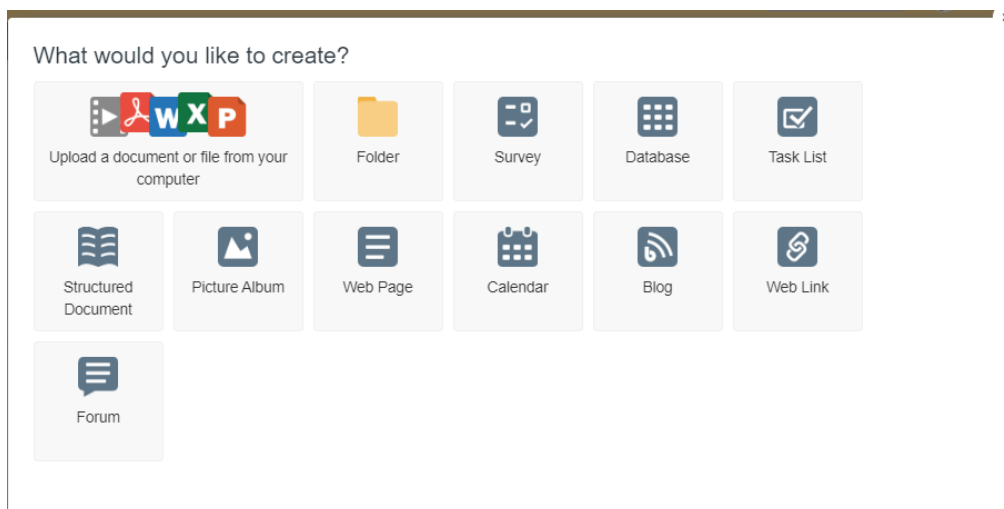 What would you like to create?
W X P
Upload a document or file from your
computer
Folder
Survey
Database
Task List
Structured
Document
Picture Album
Web Page
Calendar
Blog
Web Link
Forum